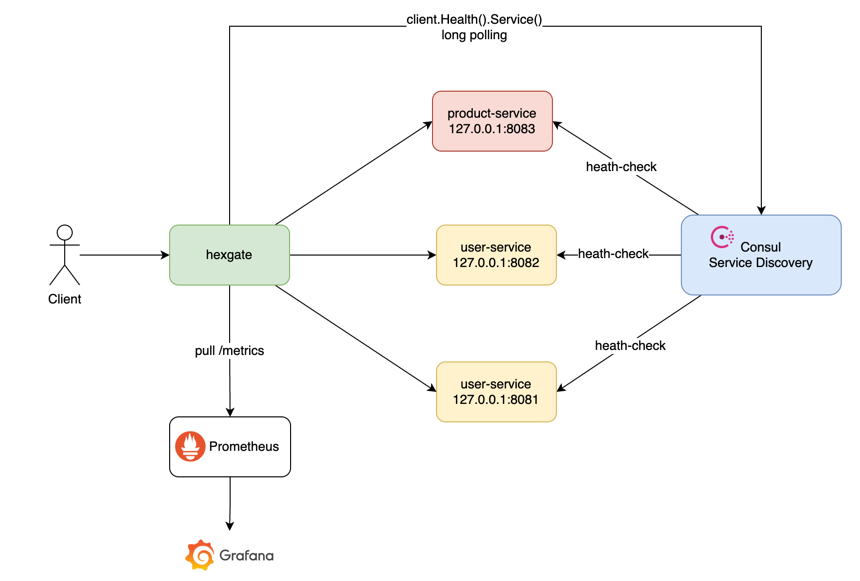 client.Health().Service()
long polling
product-service
127.0.0.1:8083
heath-check
Client
hexgate
user-service
127.0.0.1:8082
heath-check
Consul
Service Discovery
pull /metrics
heath-check
user-service
127.0.0.1:8081
Prometheus
Grafana